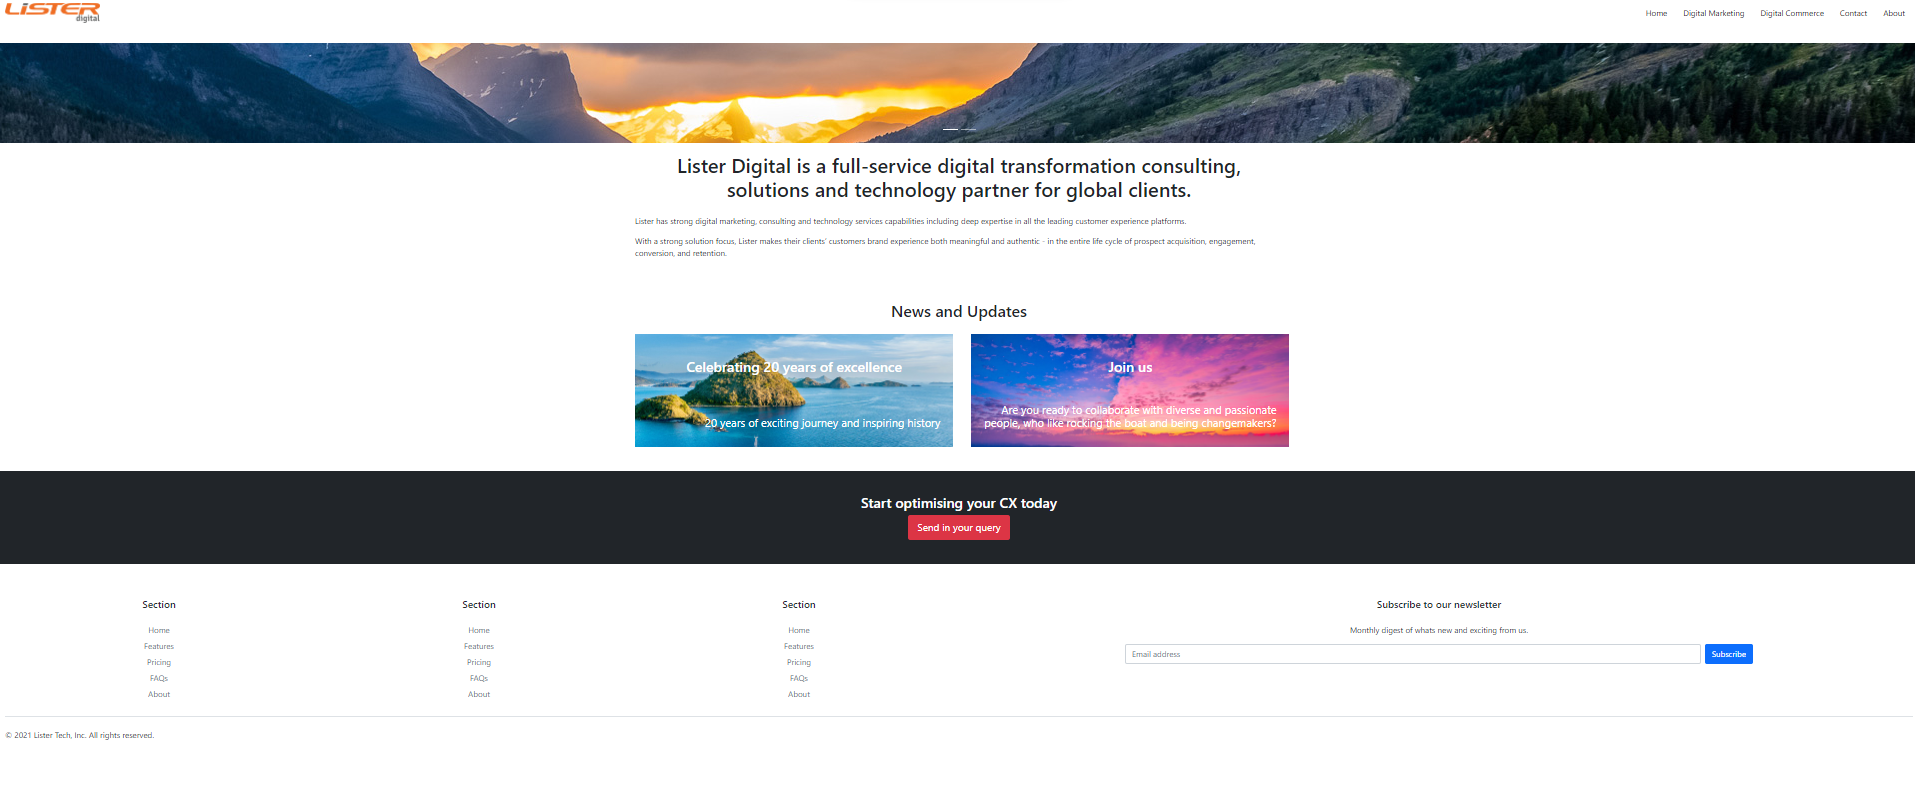 LiSTER
digital
Home Digital Marketing Digital Commerce Contact About
Lister Digital is a full-service digital transformation consulting,
solutions and technology partner for global clients.
Lister has strong digital marketing, consulting and technology services capabilities including deep expertise in all the leading customer experience platforms.
With a strong solution focus, Lister makes their clients' customers brand experience both meaningful and authentic - in the entire life cycle of prospect acquisition, engagement,
conversion, and retention.
News and Updates
Celebrating 20 years of excellence
20 years of exciting journey and inspiring history
Join us
Are you ready to collaborate with diverse and passionate
people, who like rocking the boat and being changemakers?
Start optimising your CX today
Send in your query
Section
Home
Features
Pricing
FAQs
About
Section
Home
Features
Pricing
FAQs
About
Section
Home
Features
Pricing
FAQs
About
Subscribe to our newsletter
Monthly digest of whats new and exciting from us.
Email address
Subscribe
© 2021 Lister Tech, Inc. All rights reserved.